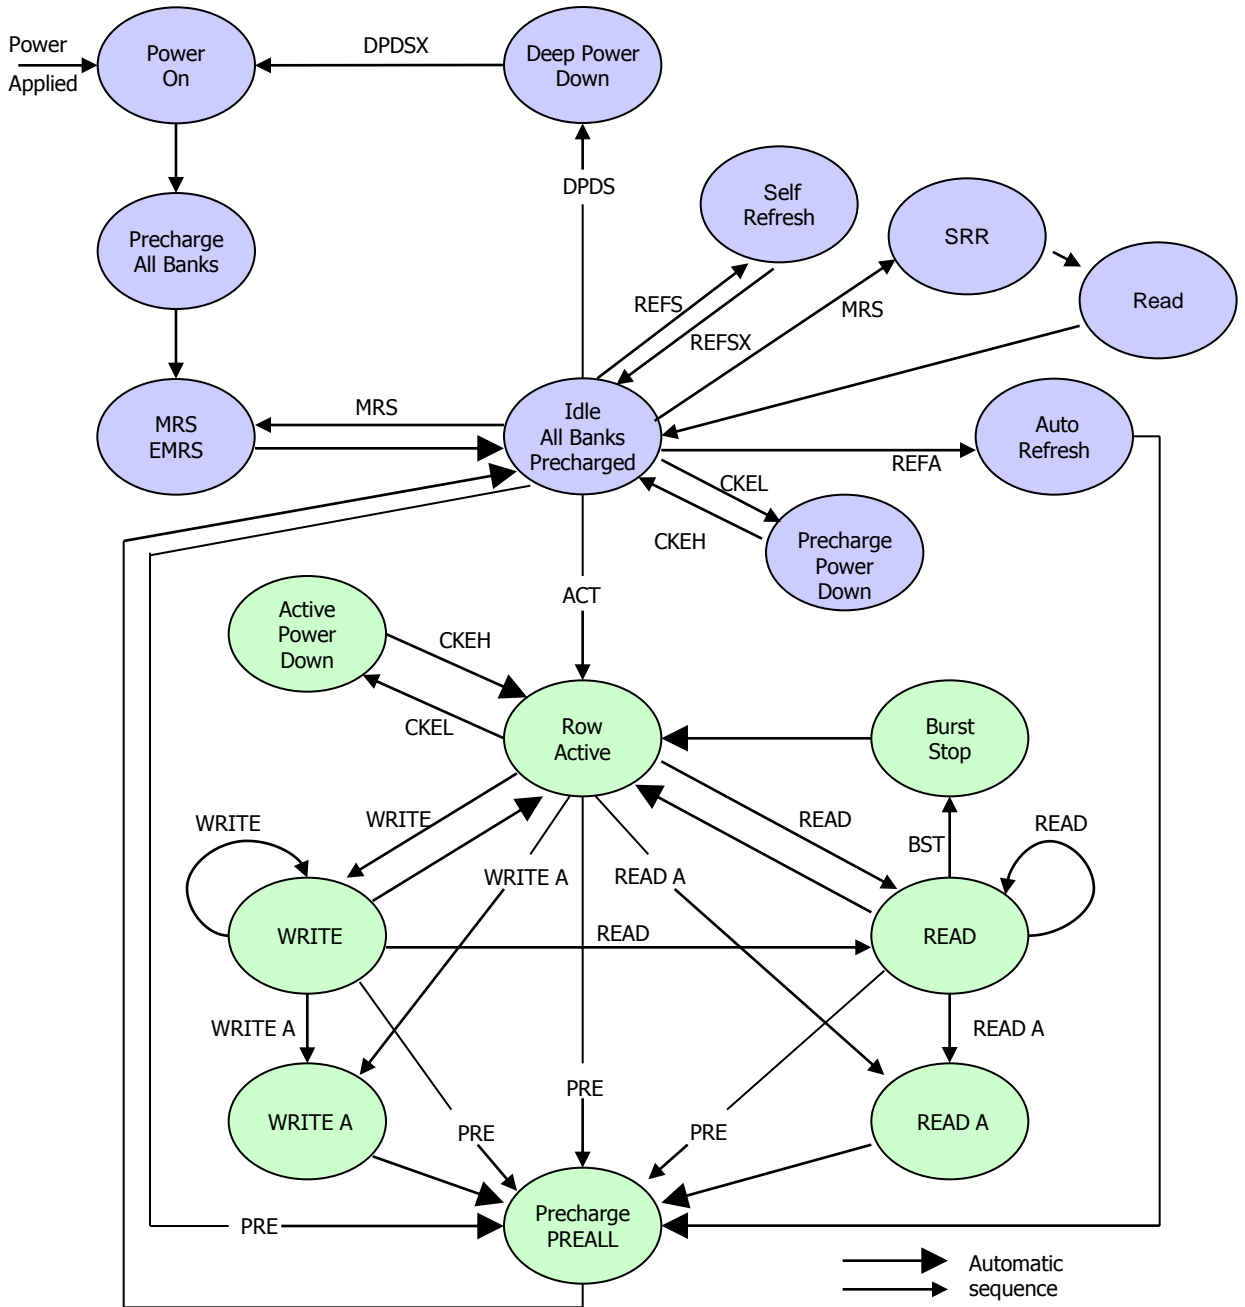 Power
Applied
Power
On
DPDSX
Deep Power
Down
DPDS
Self
Refresh
SRR
Read
Precharge
All Banks
REFS
REFSX
MRS
MRS
EMRS
MRS
Idle
All Banks
Precharged
Auto
Refresh
REFA
CKEL
CKEH
Precharge
Power
Down
ACT
Active
Power
Down
CKEH
CKEL
Row
Active
Burst
Stop
WRITE
WRITE
READ
BST
READ
WRITE A
READ A
WRITE
READ
READ
WRITE A
READ A
WRITE A
PRE
PRE
PRE
READ A
PRE
Precharge
PREALL
Automatic
sequence